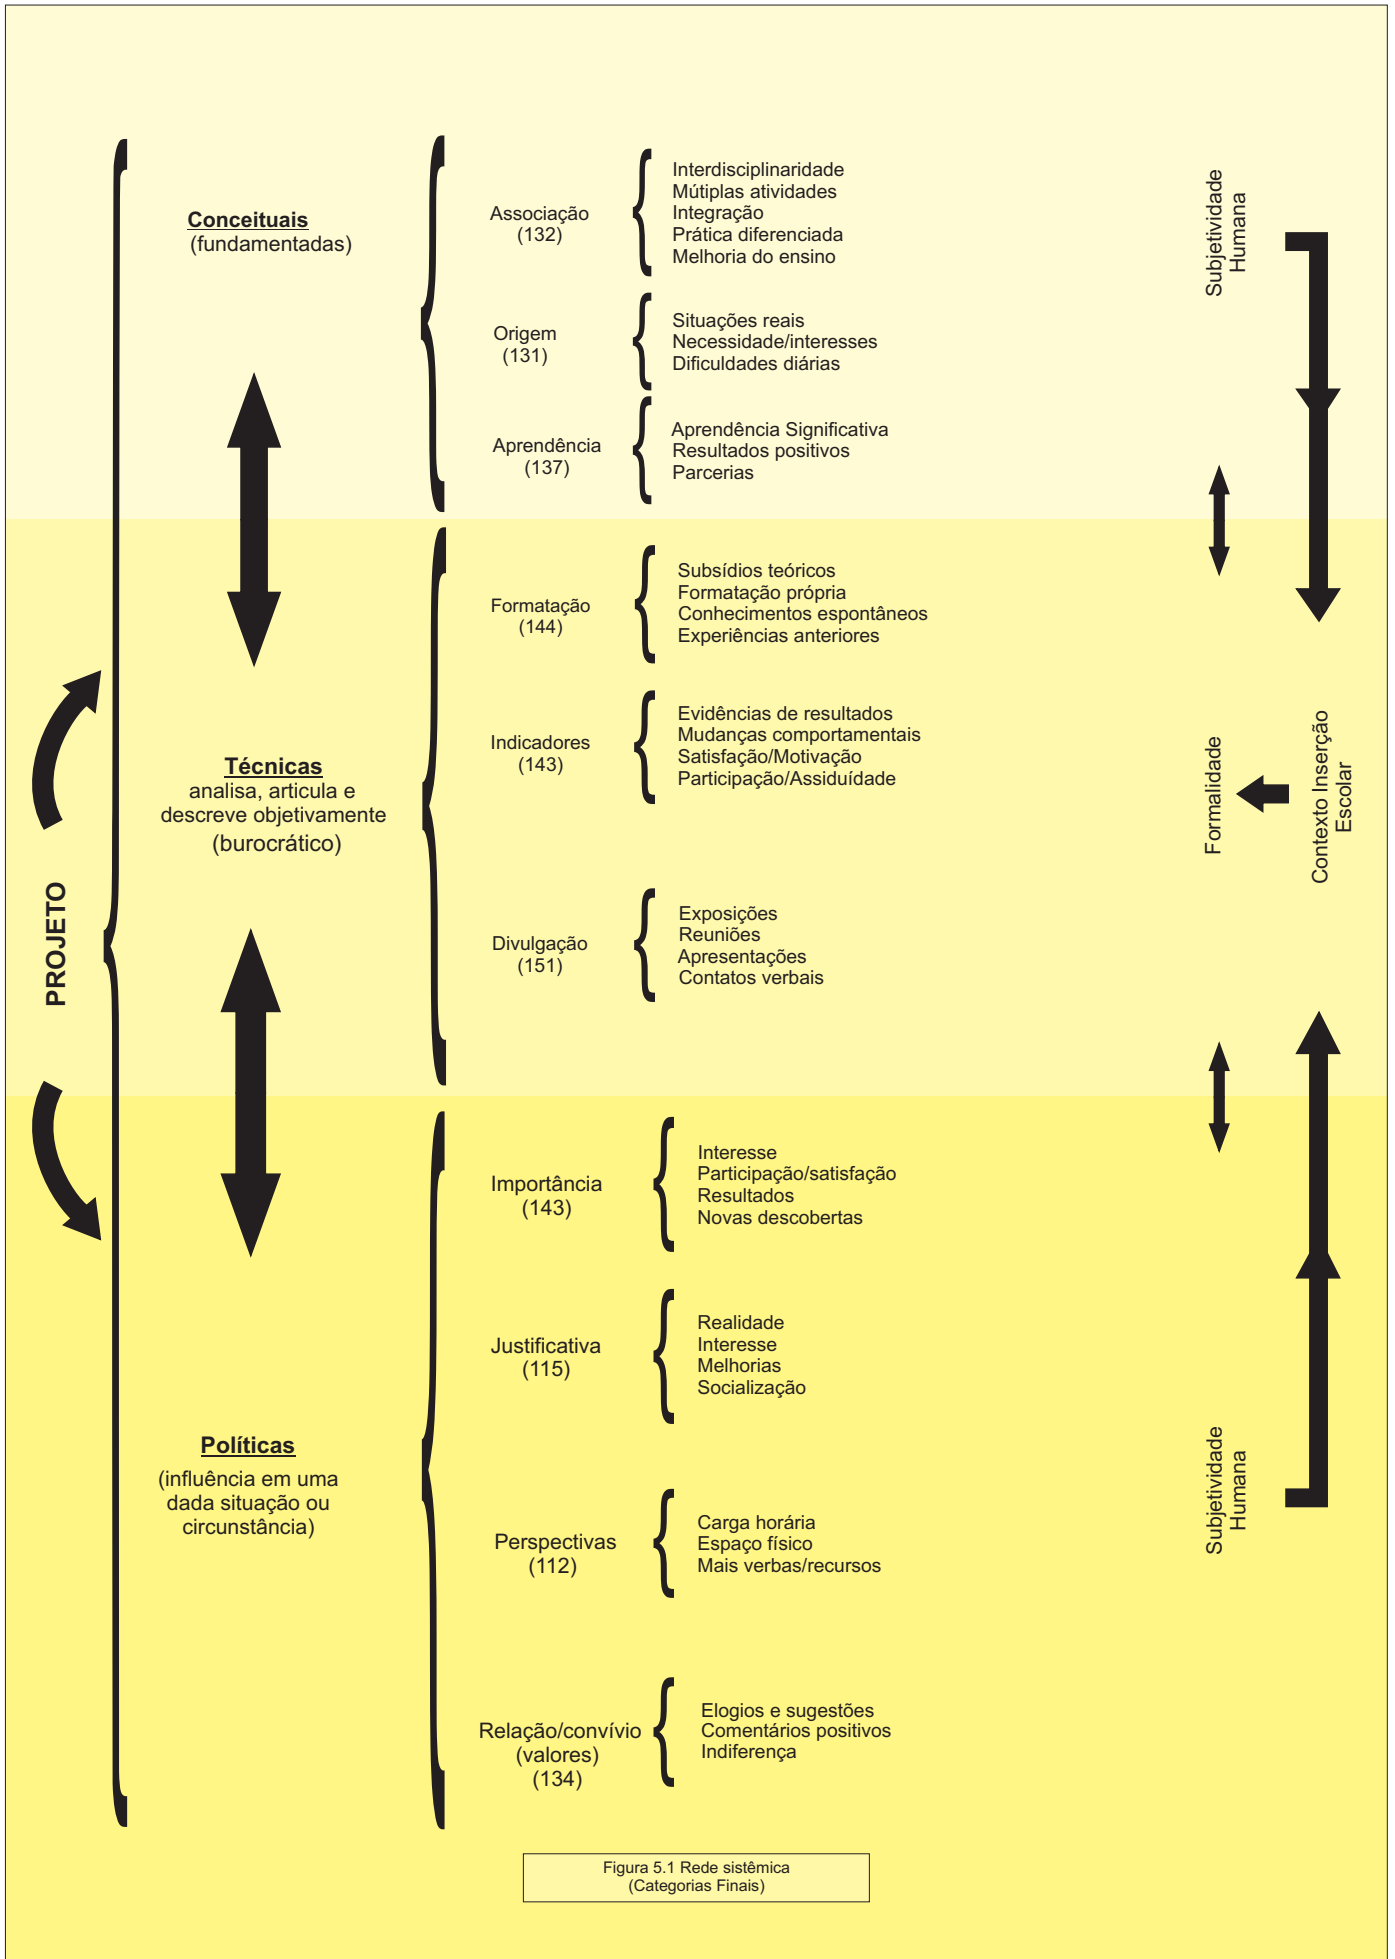 PROJETO
Conceituais
(fundamentadas)
Associação
(132)
Interdisciplinaridade
Mútiplas atividades
Integração
Prática diferenciada
Melhoria do ensino
Origem
(131)
Situações reais
Necessidade/interesses
Dificuldades diárias
Aprendência
(137)
Aprendência Significativa
Resultados positivos
Parcerias
Técnicas
analisa, articula e
descreve objetivamente
(burocrático)
Formatação
(144)
Subsídios teóricos
Formatação própria
Conhecimentos espontâneos
Experiências anteriores
Indicadores
(143)
Evidências de resultados
Mudanças comportamentais
Satisfação/Motivação
Participação/Assiduídade
Divulgação
(151)
Exposições
Reuniões
Apresentações
Contatos verbais
Políticas
(influência em uma
dada situação ou
circunstância)
Importância
(143)
Interesse
Participação/satisfação
Resultados
Novas descobertas
Justificativa
(115)
Realidade
Interesse
Melhorias
Socialização
Perspectivas
(112)
Carga horária
Espaço físico
Mais verbas/recursos
Relação/convívio
(valores)
(134)
Elogios e sugestões
Comentários positivos
Indiferença
Subjetividade
Humana
Formalidade
Contexto Inserção
Escolar
Subjetividade
Humana
Figura 5.1 Rede sistêmica
(Categorias Finais)